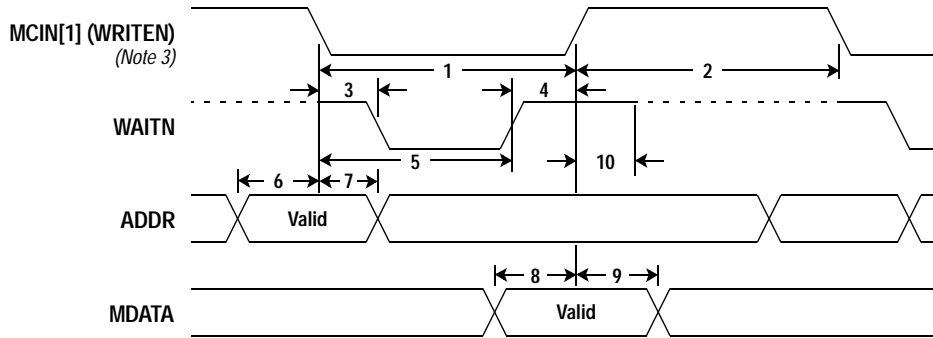 MCIN[1] (WRITEN)
(Note 3)
1
2
3
4
WAITN
5
10
6
7
ADDR
Valid
8
9
MDATA
Valid